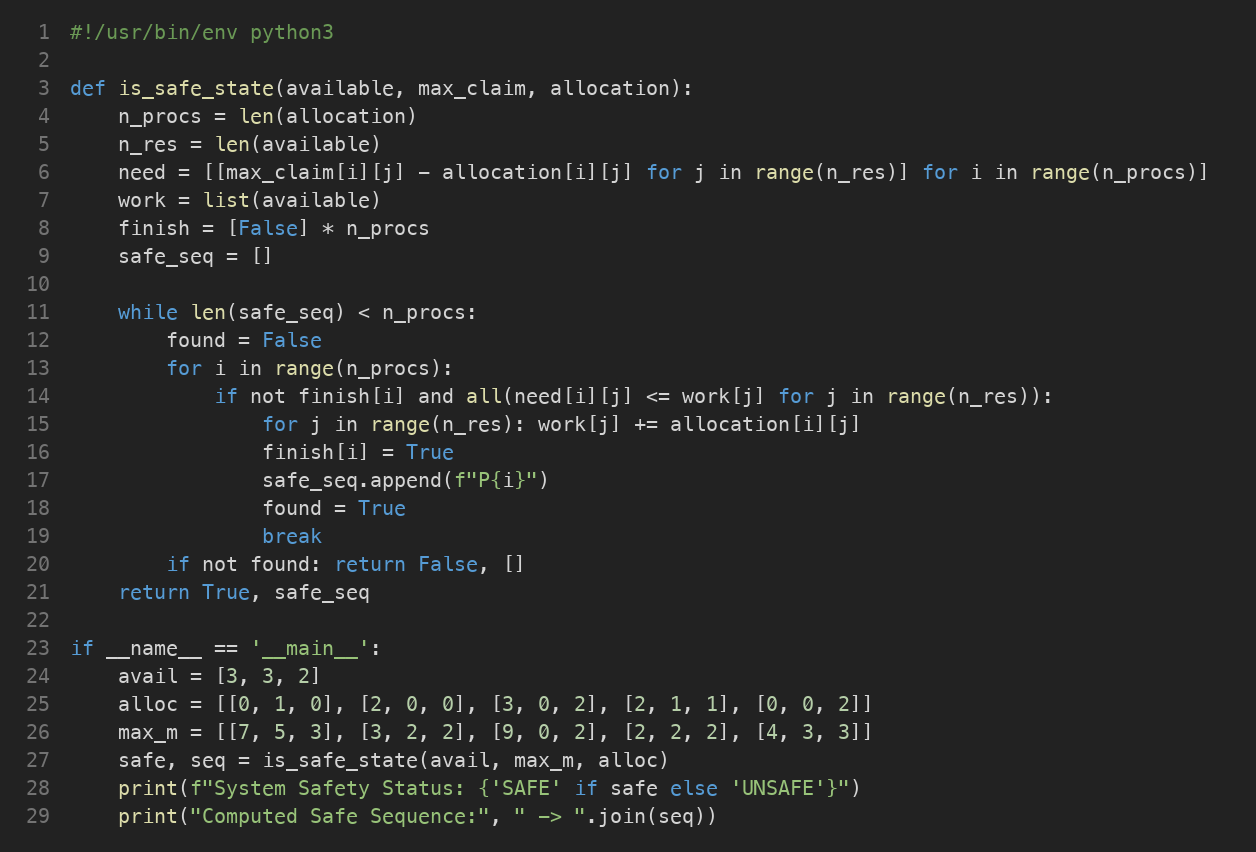 1 #!/usr/bin/env python3
2
3 def is_safe_state(available, max_claim, allocation):
4     n_procs = len(allocation)
5     n_res = len(available)
6     need = [[max_claim[i][j] - allocation[i][j] for j in range(n_res)] for i in range(n_procs)]
7     work = list(available)
8     finish = [False] * n_procs
9     safe_seq = []
10
11     while len(safe_seq) < n_procs:
12         found = False
13         for i in range(n_procs):
14             if not finish[i] and all(need[i][j] <= work[j] for j in range(n_res)):
15                 for j in range(n_res): work[j] += allocation[i][j]
16                 finish[i] = True
17                 safe_seq.append(f"P{i}")
18                 found = True
19                 break
20         if not found: return False, []
21     return True, safe_seq
22
23 if __name__ == '__main__':
24     avail = [3, 3, 2]
25     alloc = [[0, 1, 0], [2, 0, 0], [3, 0, 2], [2, 1, 1], [0, 0, 2]]
26     max_m = [[7, 5, 3], [3, 2, 2], [9, 0, 2], [2, 2, 2], [4, 3, 3]]
27     safe, seq = is_safe_state(avail, max_m, alloc)
28     print(f"System Safety Status: {'SAFE' if safe else 'UNSAFE'}")
29     print("Computed Safe Sequence:", " -> ".join(seq))